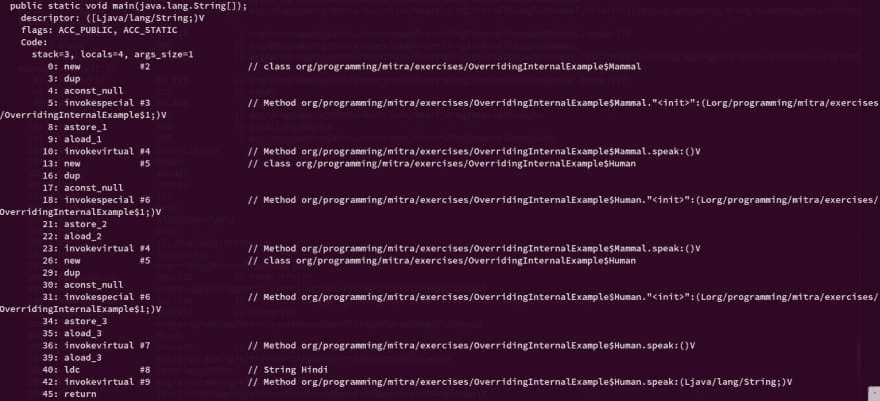 public static void main(java.lang.String[]);
descriptor: ([Ljava/lang/String;)V
flags: ACC_PUBLIC, ACC_STATIC
Code:
stack=3, locals=4, args_size=1
0: new #2 // class org/programming/mitra/exercises/OverridingInternalExample$Mammal
3: dup
4: aconst_null
5: invokespecial #3 // Method org/programming/mitra/exercises/OverridingInternalExample$Mammal."<init>":(Lorg/programming/mitra/exercises
/OverridingInternalExample$1;)V
8: astore_1
9: aload_1
10: invokevirtual #4 // Method org/programming/mitra/exercises/OverridingInternalExample$Mammal.speak:()V
13: new #5 // class org/programming/mitra/exercises/OverridingInternalExample$Human
16: dup
17: aconst_null
18: invokespecial #6 // Method org/programming/mitra/exercises/OverridingInternalExample$Human."<init>":(Lorg/programming/mitra/exercises/
OverridingInternalExample$1;)V
21: astore_2
22: aload_2
23: invokevirtual #4 // Method org/programming/mitra/exercises/OverridingInternalExample$Mammal.speak:()V
26: new #5 // class org/programming/mitra/exercises/OverridingInternalExample$Human
29: dup
30: aconst_null
31: invokespecial #6 // Method org/programming/mitra/exercises/OverridingInternalExample$Human."<init>":(Lorg/programming/mitra/exercises/
OverridingInternalExample$1;)V
34: astore_3
35: aload_3
36: invokevirtual #7 // Method org/programming/mitra/exercises/OverridingInternalExample$Human.speak:()V
39: aload_3
40: ldc #8 // String Hindi
42: invokevirtual #9 // Method org/programming/mitra/exercises/OverridingInternalExample$Human.speak:(Ljava/lang/String;)V
45: return